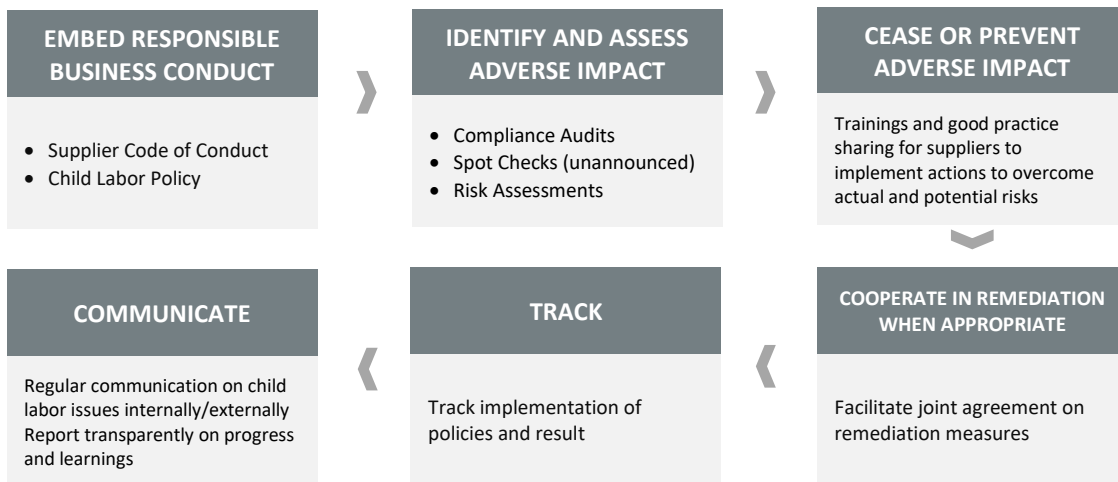 EMBED RESPONSIBLE
BUSINESS CONDUCT
• Supplier Code of Conduct
• Child Labor Policy
IDENTIFY AND ASSESS
ADVERSE IMPACT
• Compliance Audits
• Spot Checks (unannounced)
• Risk Assessments
CEASE OR PREVENT
ADVERSE IMPACT
Trainings and good practice
sharing for suppliers to
implement actions to overcome
actual and potential risks
COOPERATE IN REMEDIATION
WHEN APPROPRIATE
Facilitate joint agreement on
remediation measures
TRACK
Track implementation of
policies and result
COMMUNICATE
Regular communication on child
labor issues internally/externally
Report transparently on progress
and learnings